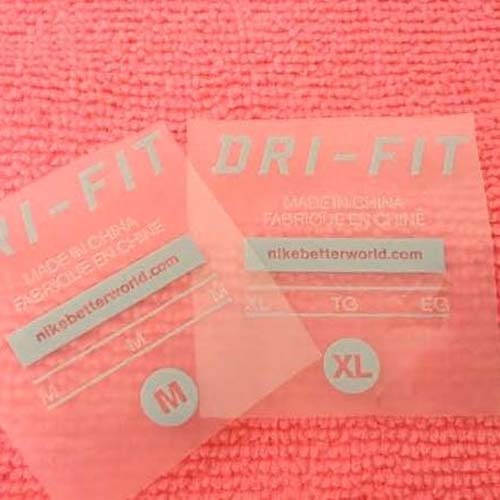 RI-FIT
MADE IN CHINA
FABRIQUE EN CHINE
nikebetterworld.com
M M M
M
DRI-FIT
MADE IN CHINA
FABRIQUE EN CHINE
nikebetterworld.com
XL TG EG
XL